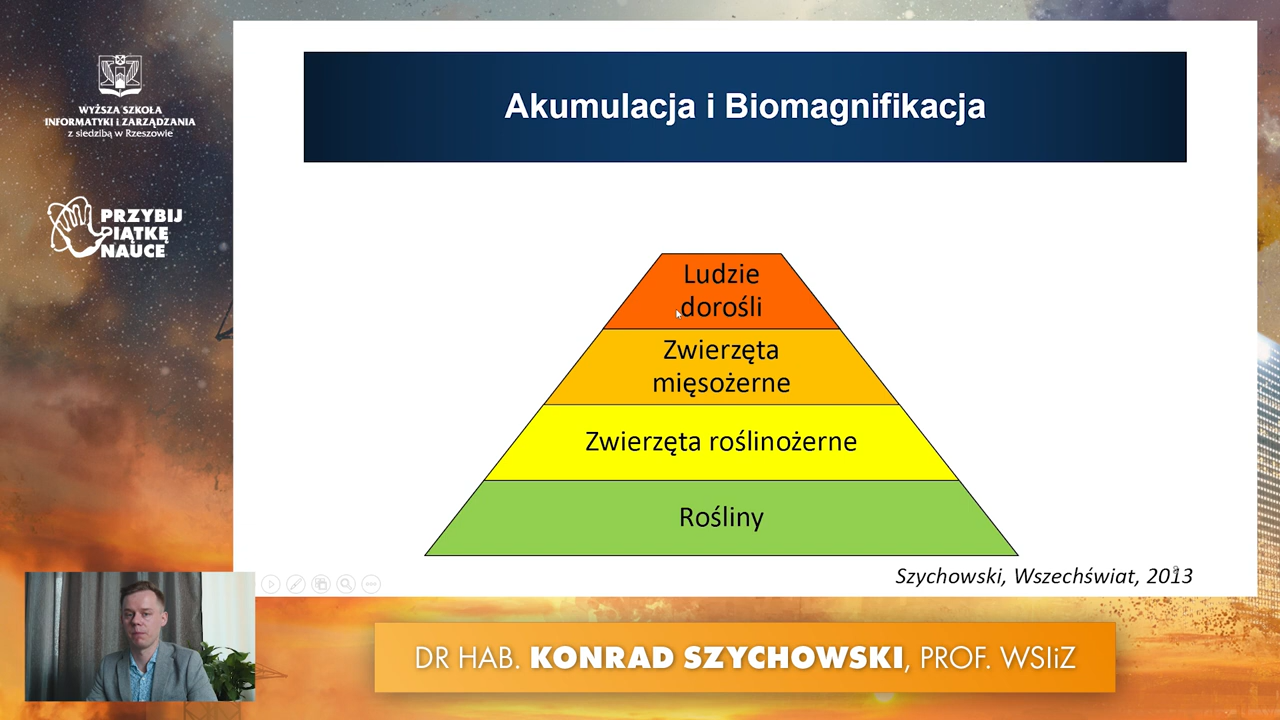 WYŻSZA SZKOŁA
INFORMATYKI i ZARZĄDZANIA
z siedzibą w Rzeszowie
PRZYBIJ
PIĄTKĘ
NAUCE
Akumulacja i Biomagnifikacja
Ludzie
dorośli
Zwierzęta
mięsożerne
Zwierzęta roślinożerne
Rośliny
Szychowski, Wszechświat, 2013
DR HAB. KONRAD SZYCHOWSKI, PROF. WSIiZ